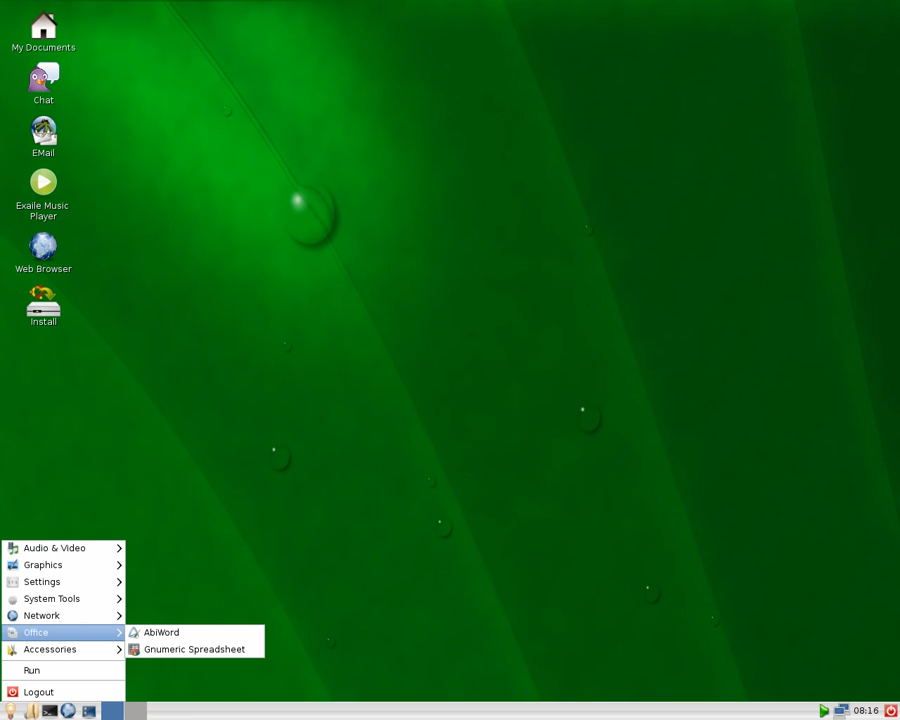 My Documents
Chat
EMail
Exaile Music
Player
Web Browser
Install
Audio & Video
Graphics
Settings
System Tools
Network
Office
Accessories
Run
Logout
AbiWord
Gnumeric Spreadsheet
08:16